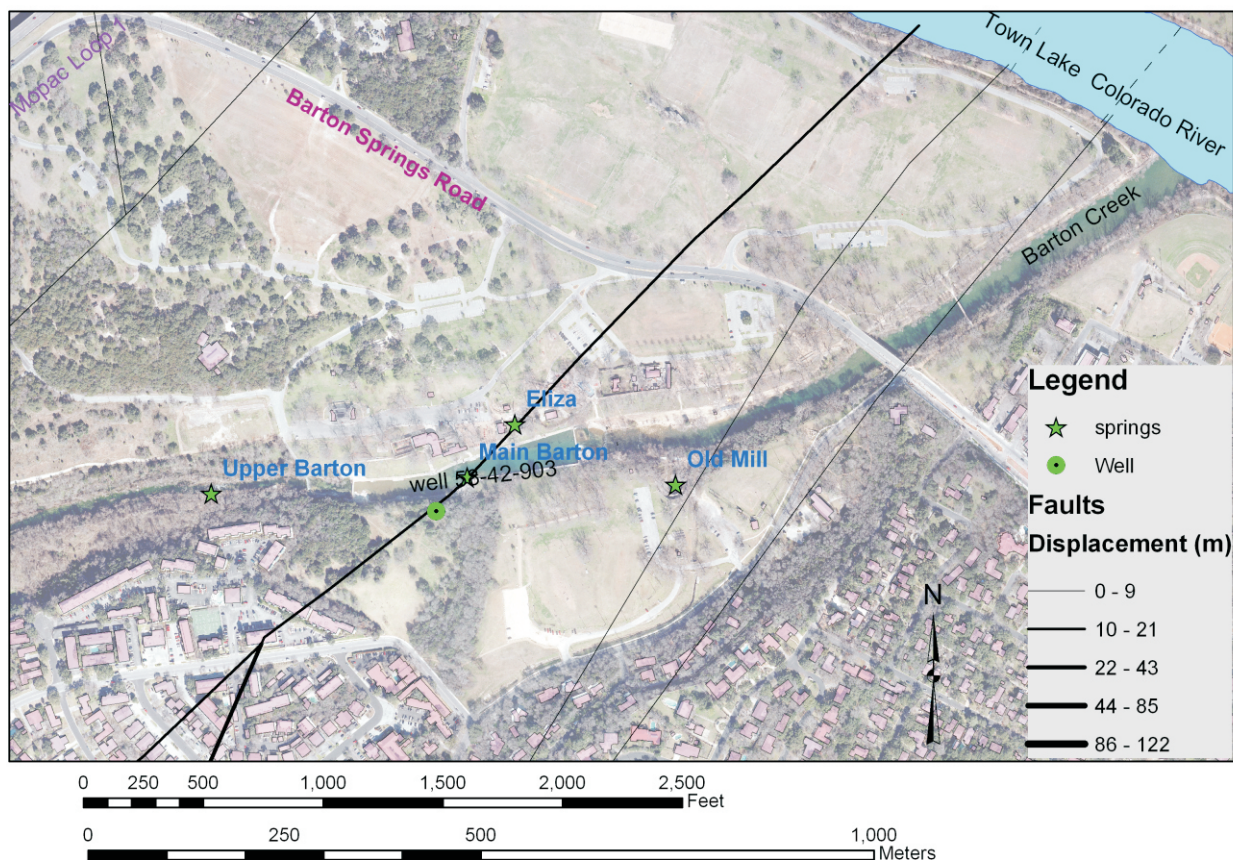 Mopac Loop 1
Barton Springs Road
Town Lake Colorado River
Barton Creek
Eliza
Main Barton
Upper Barton
Old Mill
well 58-42-903
Legend
springs
Well
Faults
Displacement (m)
0 - 9
10 - 21
22 - 43
44 - 85
86 - 122
N
0 250 500 1,000 1,500 2,000 2,500
Feet
0 250 500 1,000
Meters